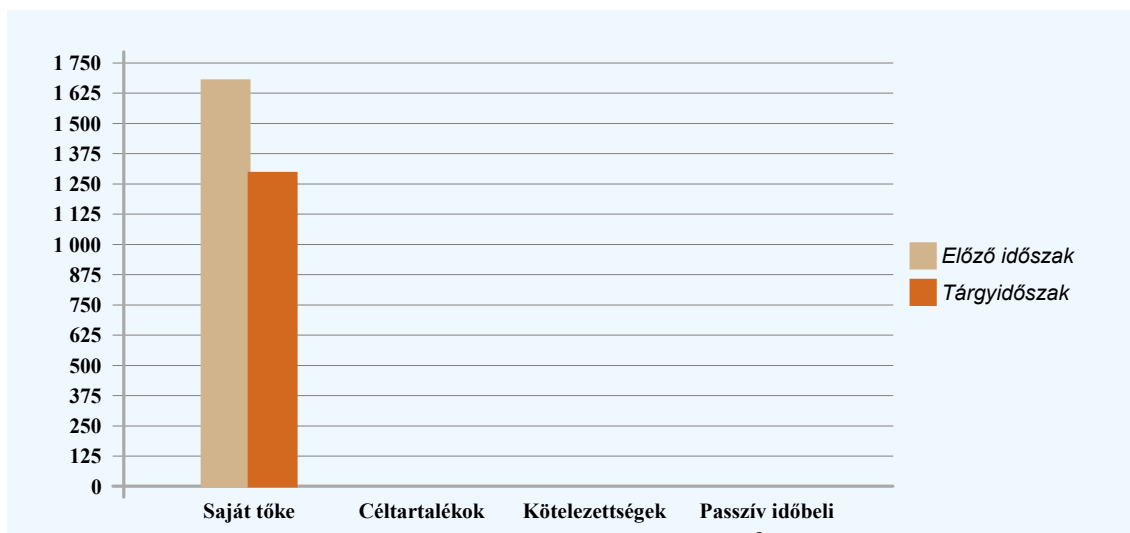 1 750
1 625
1 500
1 375
1 250
1 125
1 000
875
750
625
500
375
250
125
0
Saját tőke
Céltartalékok
Kötelezettségek
Passzív időbeli
Előző időszak
Tárgyidőszak